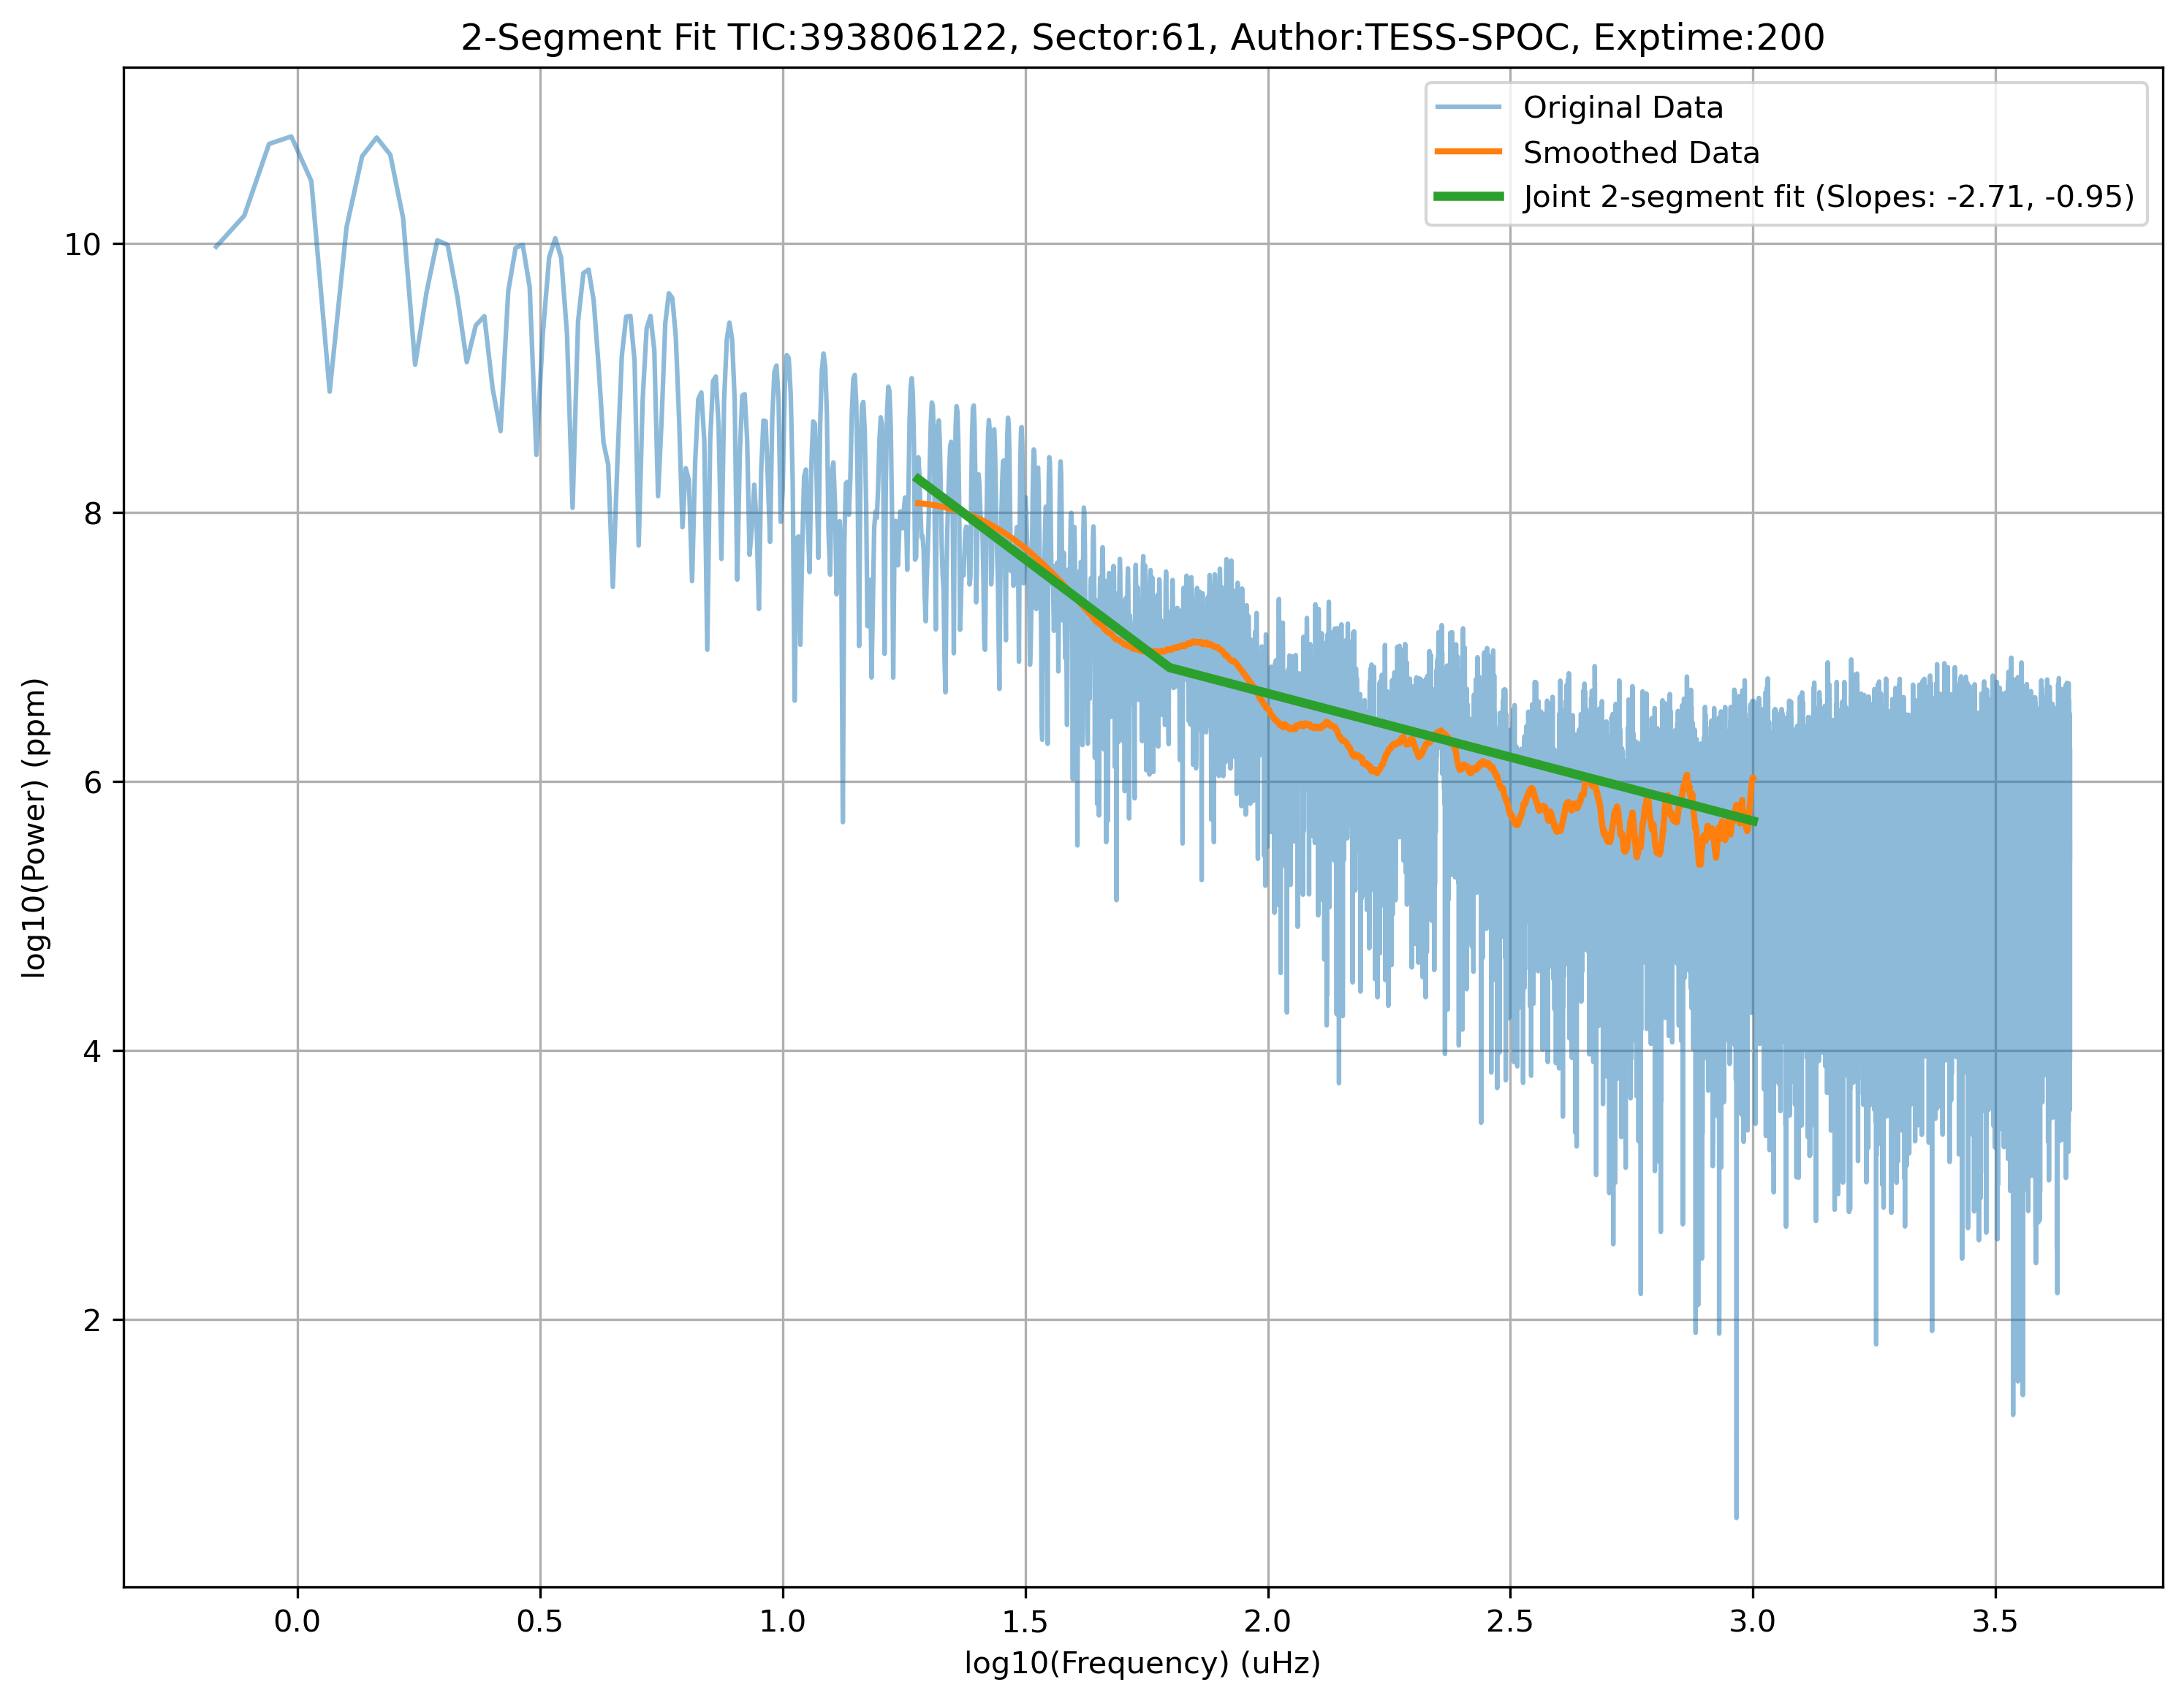 2-Segment Fit TIC:393806122, Sector:61, Author:TESS-SPOC, Exptime:200
Original Data
Smoothed Data
Joint 2-segment fit (Slopes: -2.71, -0.95)
log10(Power) (ppm)
10
8
6
4
2
0.0 0.5 1.0 1.5 2.0 2.5 3.0 3.5
log10(Frequency) (uHz)